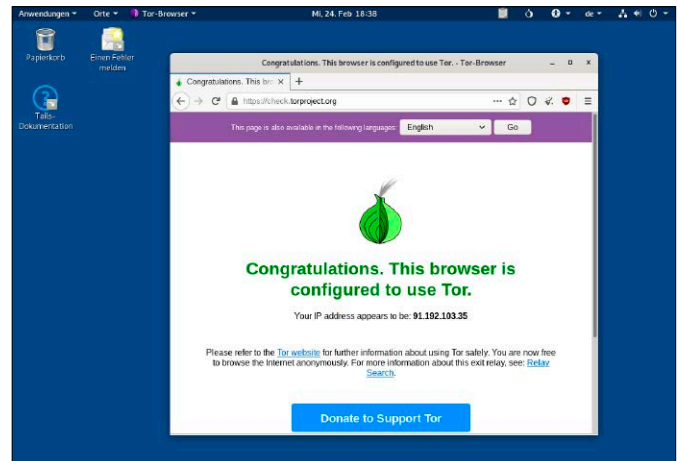 Anwendungen Orte Tor-Browser Mi, 24. Feb 18:38 de
Papierkorb
Einen Fehler
melden
Tails-
Dokumentation
Congratulations. This browser is configured to use Tor. - Tor-Browser
Congratulations. This bro
https://check.torproject.org
This page is also available in the following languages: English Go
Congratulations. This browser is
configured to use Tor.
Your IP address appears to be: 91.192.103.35
Please refer to the Tor website for further information about using Tor safely. You are now free
to browse the Internet anonymously. For more information about this exit relay, see: Relay
Search.
Donate to Support Tor